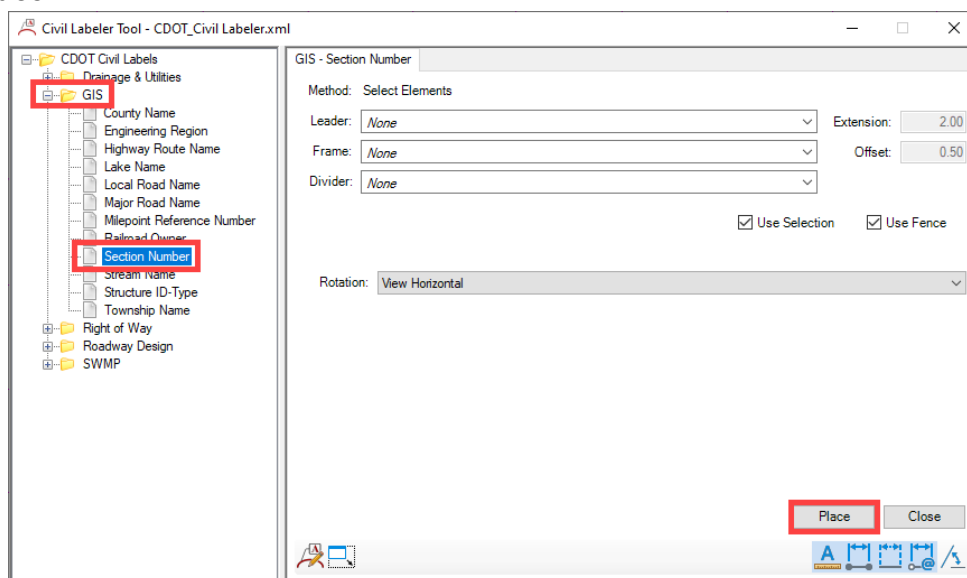 Civil Labeler Tool - CDOT_Civil Labeler.xml
CDOT Civil Labels
Drainage & Utilities
GIS
County Name
Engineering Region
Highway Route Name
Lake Name
Local Road Name
Major Road Name
Milepoint Reference Number
Railroad Owner
Section Number
Stream Name
Structure ID-Type
Township Name
Right of Way
Roadway Design
SWMP
GIS - Section Number
Method: Select Elements
Leader: None Extension: 2.00
Frame: None Offset: 0.50
Divider: None
Use Selection Use Fence
Rotation: View Horizontal
Place Close